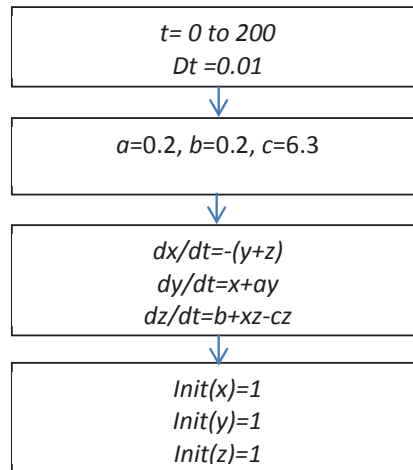 t= 0 to 200
Dt =0.01
a=0.2, b=0.2, c=6.3
dx/dt=-(y+z)
dy/dt=x+ay
dz/dt=b+xz-cz
Init(x)=1
Init(y)=1
Init(z)=1